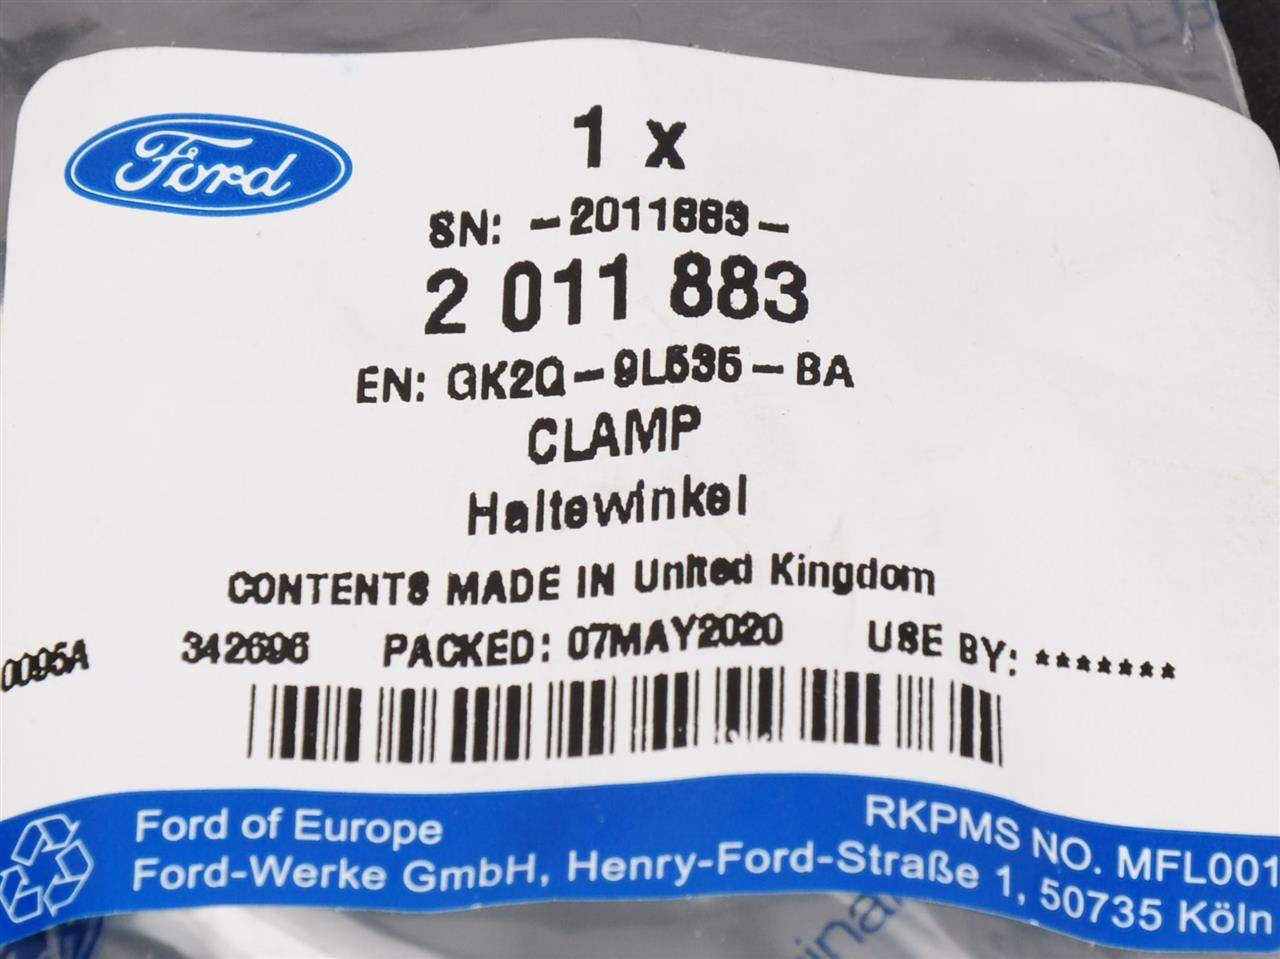 Ford
1 x
SN: -2011883-
2 011 883
EN: GK2Q-9L535-BA
CLAMP
Haltewinkel
CONTENTS MADE IN United Kingdom
0095A 342696 PACKED: 07MAY2020 USE BY: *******
Ford of Europe RKPMS NO. MFL001
Ford-Werke GmbH, Henry-Ford-Straße 1, 50735 Köln